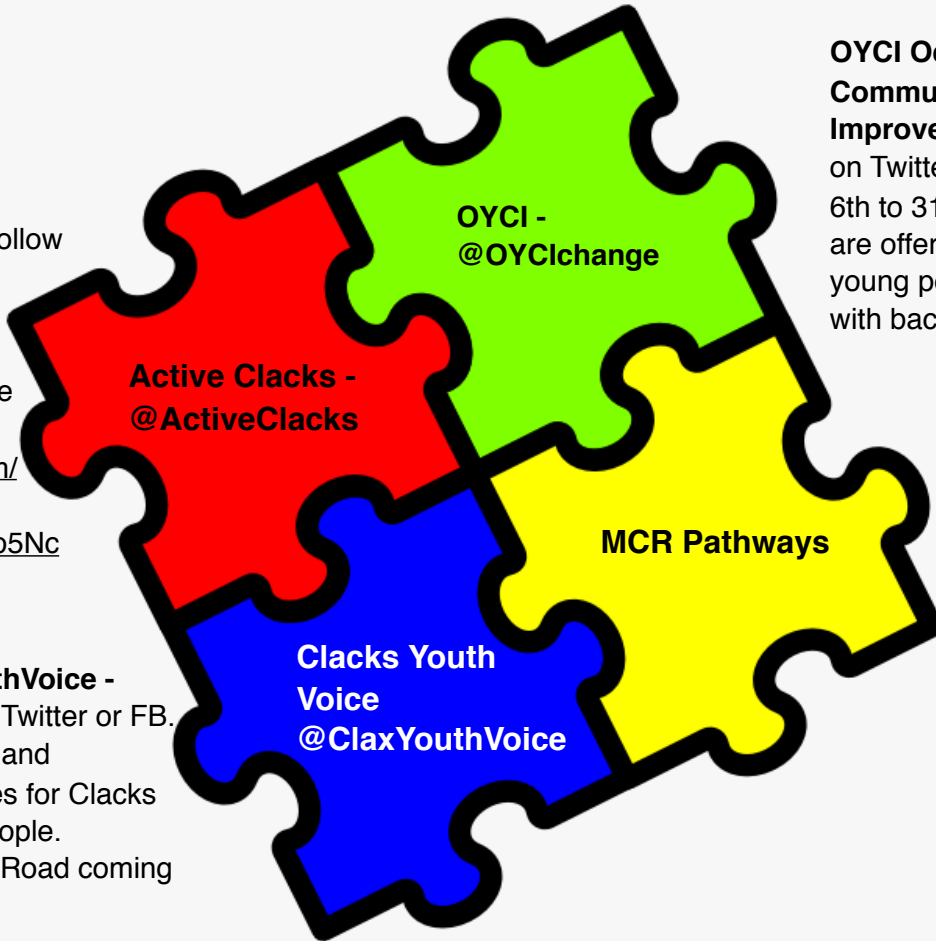 OYCI
Commu
Improve
on Twitte
6th to 31
are offer
young pe
with bac
OYCI -
@OYCIchange
ollow
Active Clacks -
@ActiveClacks
e
n/
o5Nc
MCR Pathways
Clacks Youth
Voice
@ClaxYouthVoice
thVoice -
Twitter or FB.
and
es for Clacks
ople.
Road coming